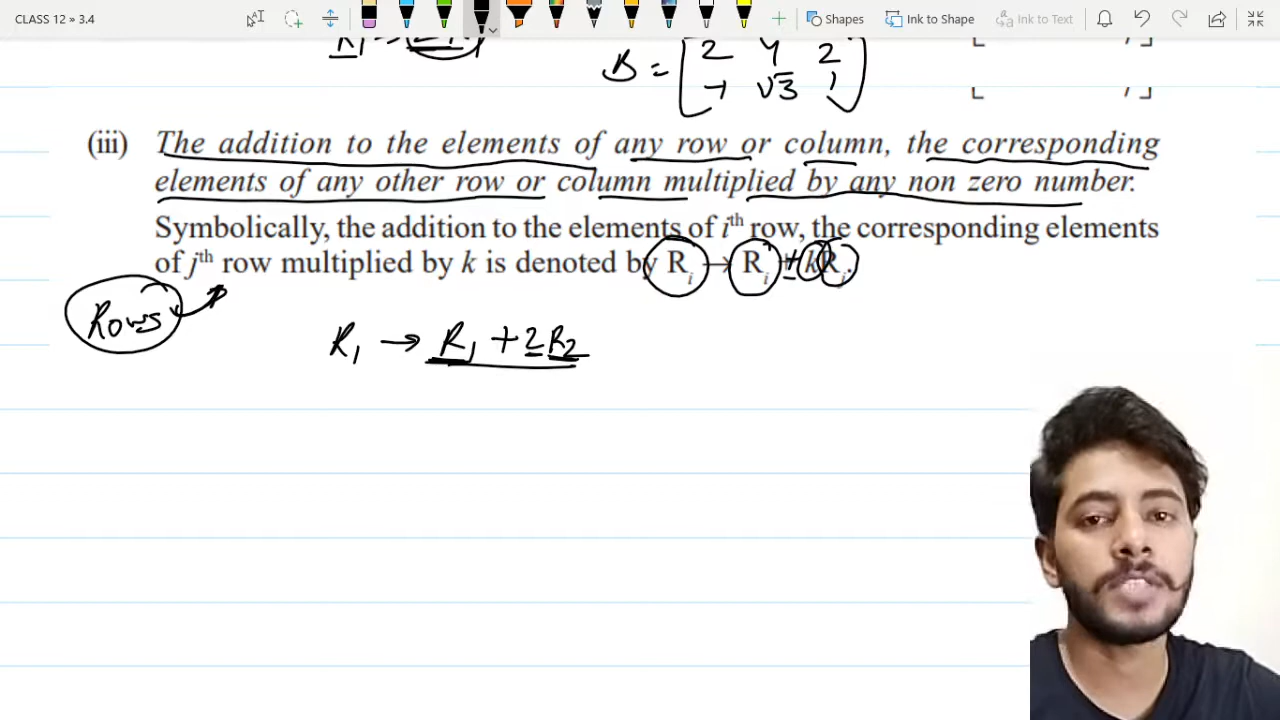 CLASS 12 » 3.4
Shapes
Ink to Shape
Ink to Text
B = [2 4 2
-1 √3 1]
(iii) The addition to the elements of any row or column, the corresponding
elements of any other row or column multiplied by any non zero number.
Symbolically, the addition to the elements of iᵗʰ row, the corresponding elements
of jᵗʰ row multiplied by k is denoted by Rᵢ → Rᵢ ± kRⱼ.
Rows
R₁ → R₁ + 2R₂